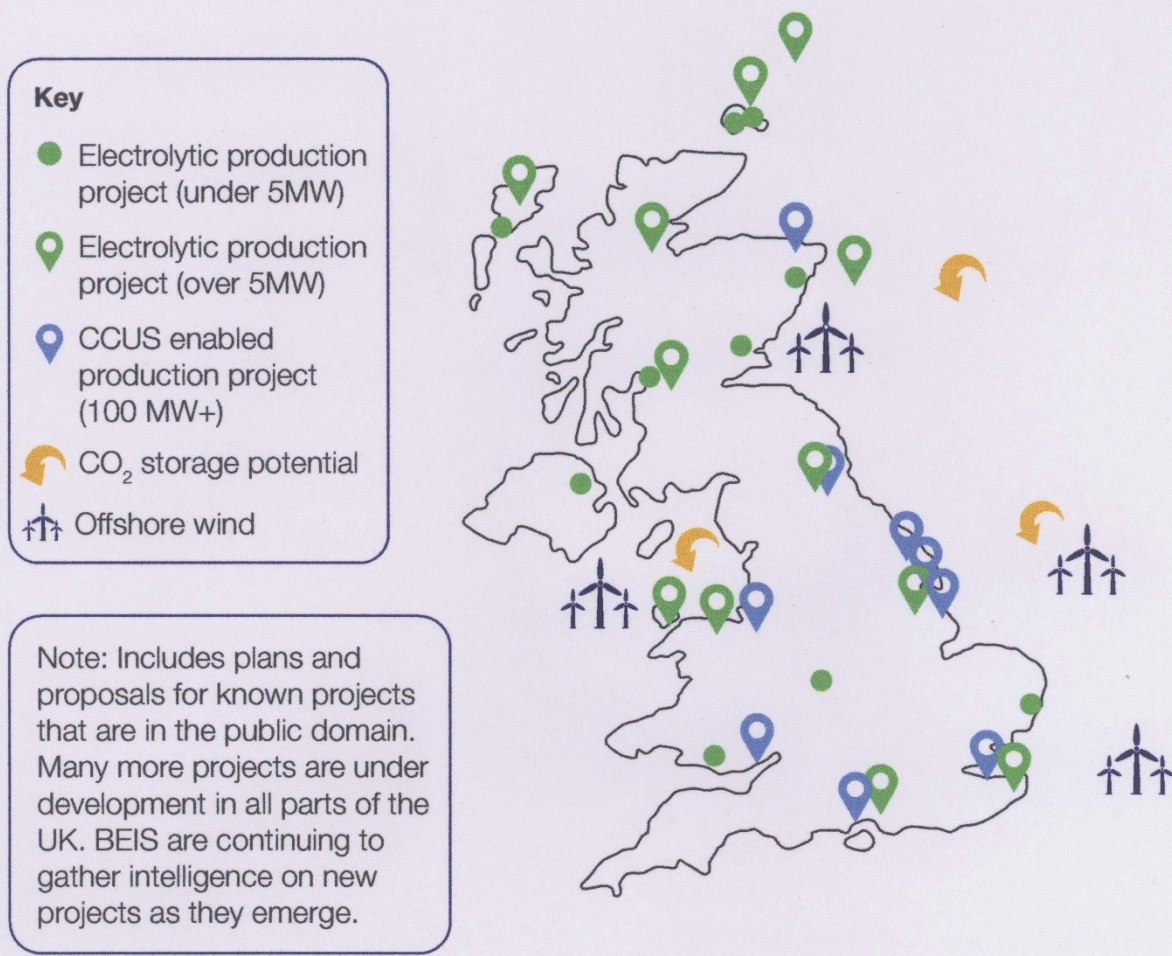 Key
Electrolytic production
project (under 5MW)
Electrolytic production
project (over 5MW)
CCUS enabled
production project
(100 MW+)
CO₂ storage potential
Offshore wind
Note: Includes plans and
proposals for known projects
that are in the public domain.
Many more projects are under
development in all parts of the
UK. BEIS are continuing to
gather intelligence on new
projects as they emerge.